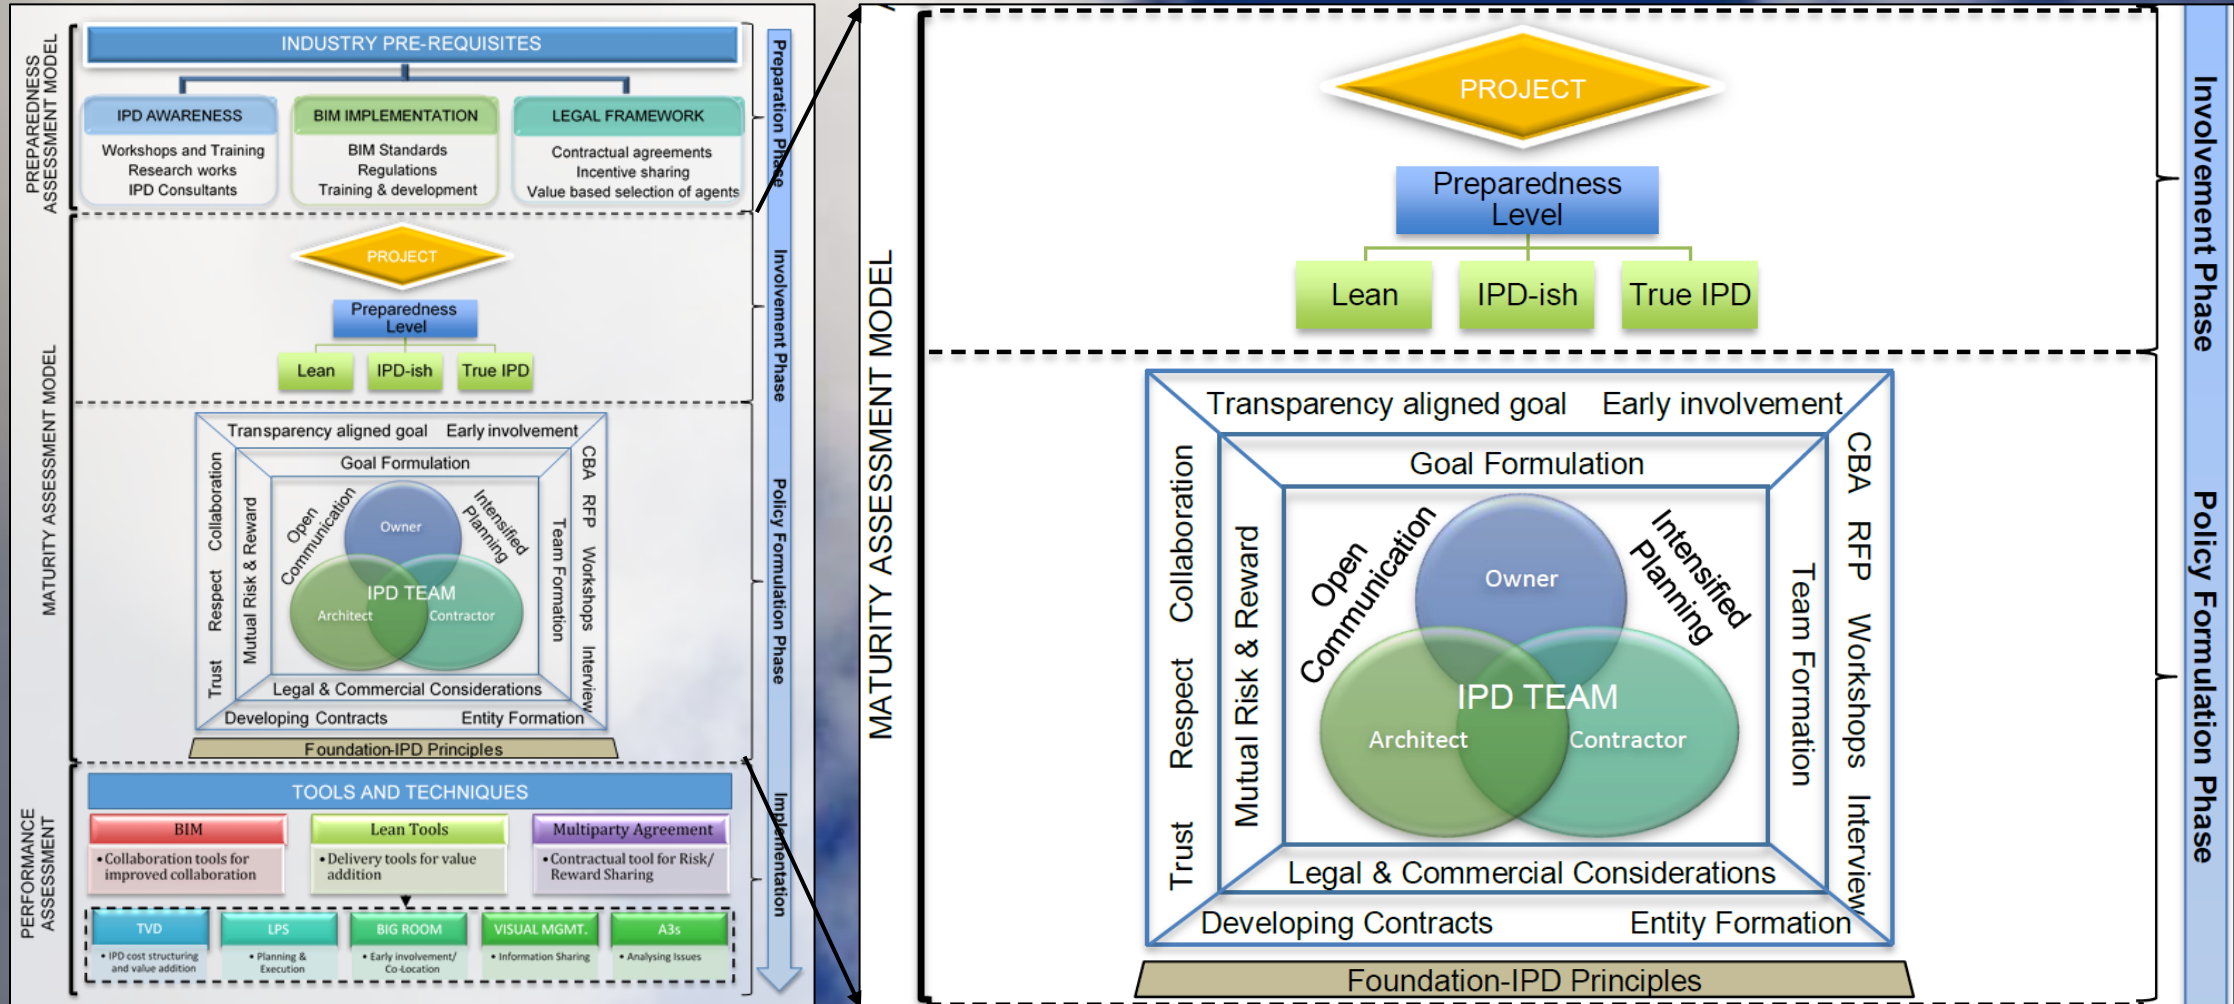 PREPAREDNESS
ASSESSMENT MODEL
INDUSTRY PRE-REQUISITES
IPD AWARENESS
Workshops and Training
Research works
IPD Consultants
BIM IMPLEMENTATION
BIM Standards
Regulations
Training & development
LEGAL FRAMEWORK
Contractual agreements
Incentive sharing
Value based selection of agents
Preparation Phase
MATURITY ASSESSMENT MODEL
PROJECT
Preparedness
Level
Lean
IPD-ish
True IPD
Involvement Phase
Transparency aligned goal
Early involvement
Goal Formulation
Collaboration
Respect
Trust
Mutual Risk & Reward
Open
Communication
Intensified
Planning
Owner
IPD TEAM
Architect
Contractor
Team Formation
CBA
RFP
Workshops
Interview
Legal & Commercial Considerations
Developing Contracts
Entity Formation
Foundation-IPD Principles
Policy Formulation Phase
PERFORMANCE
ASSESSMENT
TOOLS AND TECHNIQUES
BIM
• Collaboration tools for
improved collaboration
Lean Tools
• Delivery tools for value
addition
Multiparty Agreement
• Contractual tool for Risk/
Reward Sharing
TVD
• IPD cost structuring
and value addition
LPS
• Planning &
Execution
BIG ROOM
• Early involvement/
Co-Location
VISUAL MGMT.
• Information Sharing
A3s
• Analysing Issues
Implementation
MATURITY ASSESSMENT MODEL
PROJECT
Preparedness
Level
Lean
IPD-ish
True IPD
Involvement Phase
Transparency aligned goal
Early involvement
Goal Formulation
Collaboration
Respect
Trust
Mutual Risk & Reward
Open
Communication
Intensified
Planning
Owner
IPD TEAM
Architect
Contractor
Team Formation
CBA
RFP
Workshops
Interview
Legal & Commercial Considerations
Developing Contracts
Entity Formation
Foundation-IPD Principles
Policy Formulation Phase